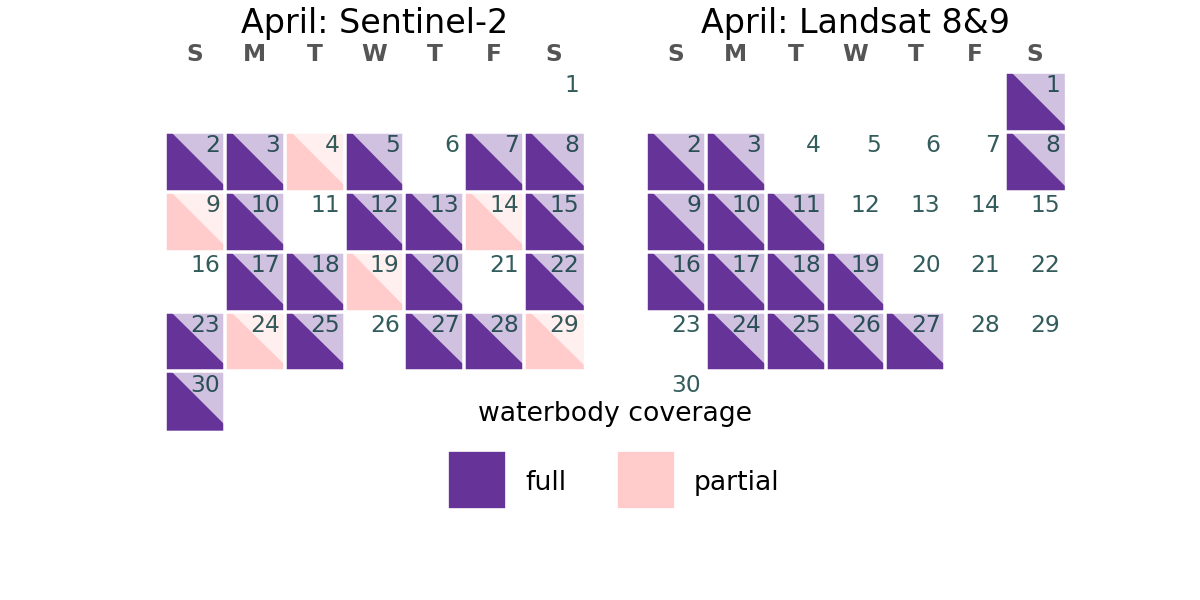 April: Sentinel-2
S M T W T F S
1
2 3 4 5 6 7 8
9 10 11 12 13 14 15
16 17 18 19 20 21 22
23 24 25 26 27 28 29
30
April: Landsat 8&9
S M T W T F S
1
2 3 4 5 6 7 8
9 10 11 12 13 14 15
16 17 18 19 20 21 22
23 24 25 26 27 28 29
30
waterbody coverage
full partial